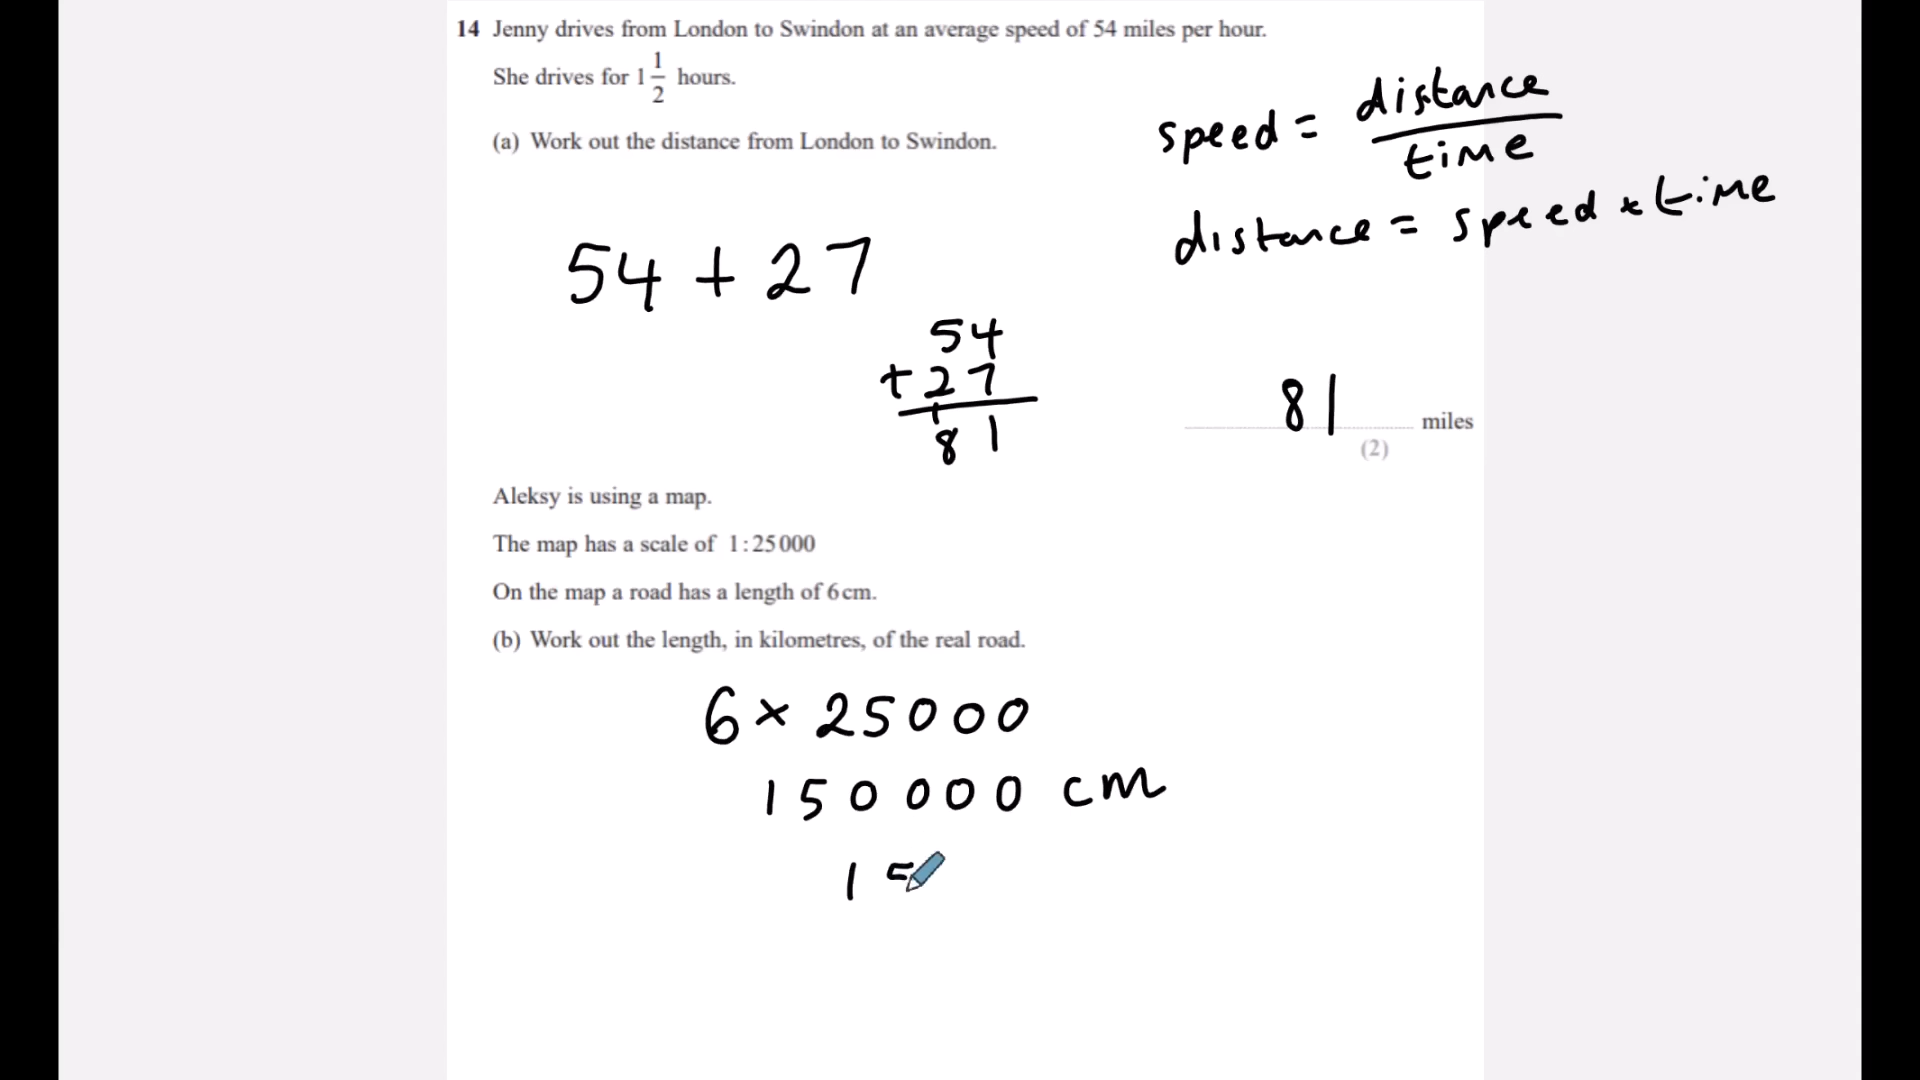 14 Jenny drives from London to Swindon at an average speed of 54 miles per hour.
She drives for 1 1/2 hours.
(a) Work out the distance from London to Swindon.
speed = distance / time
distance = speed × time
54 + 27
54
+ 27
1
81
81 miles
(2)
Aleksy is using a map.
The map has a scale of 1 : 25 000
On the map a road has a length of 6 cm.
(b) Work out the length, in kilometres, of the real road.
6 × 25000
150000 cm
15